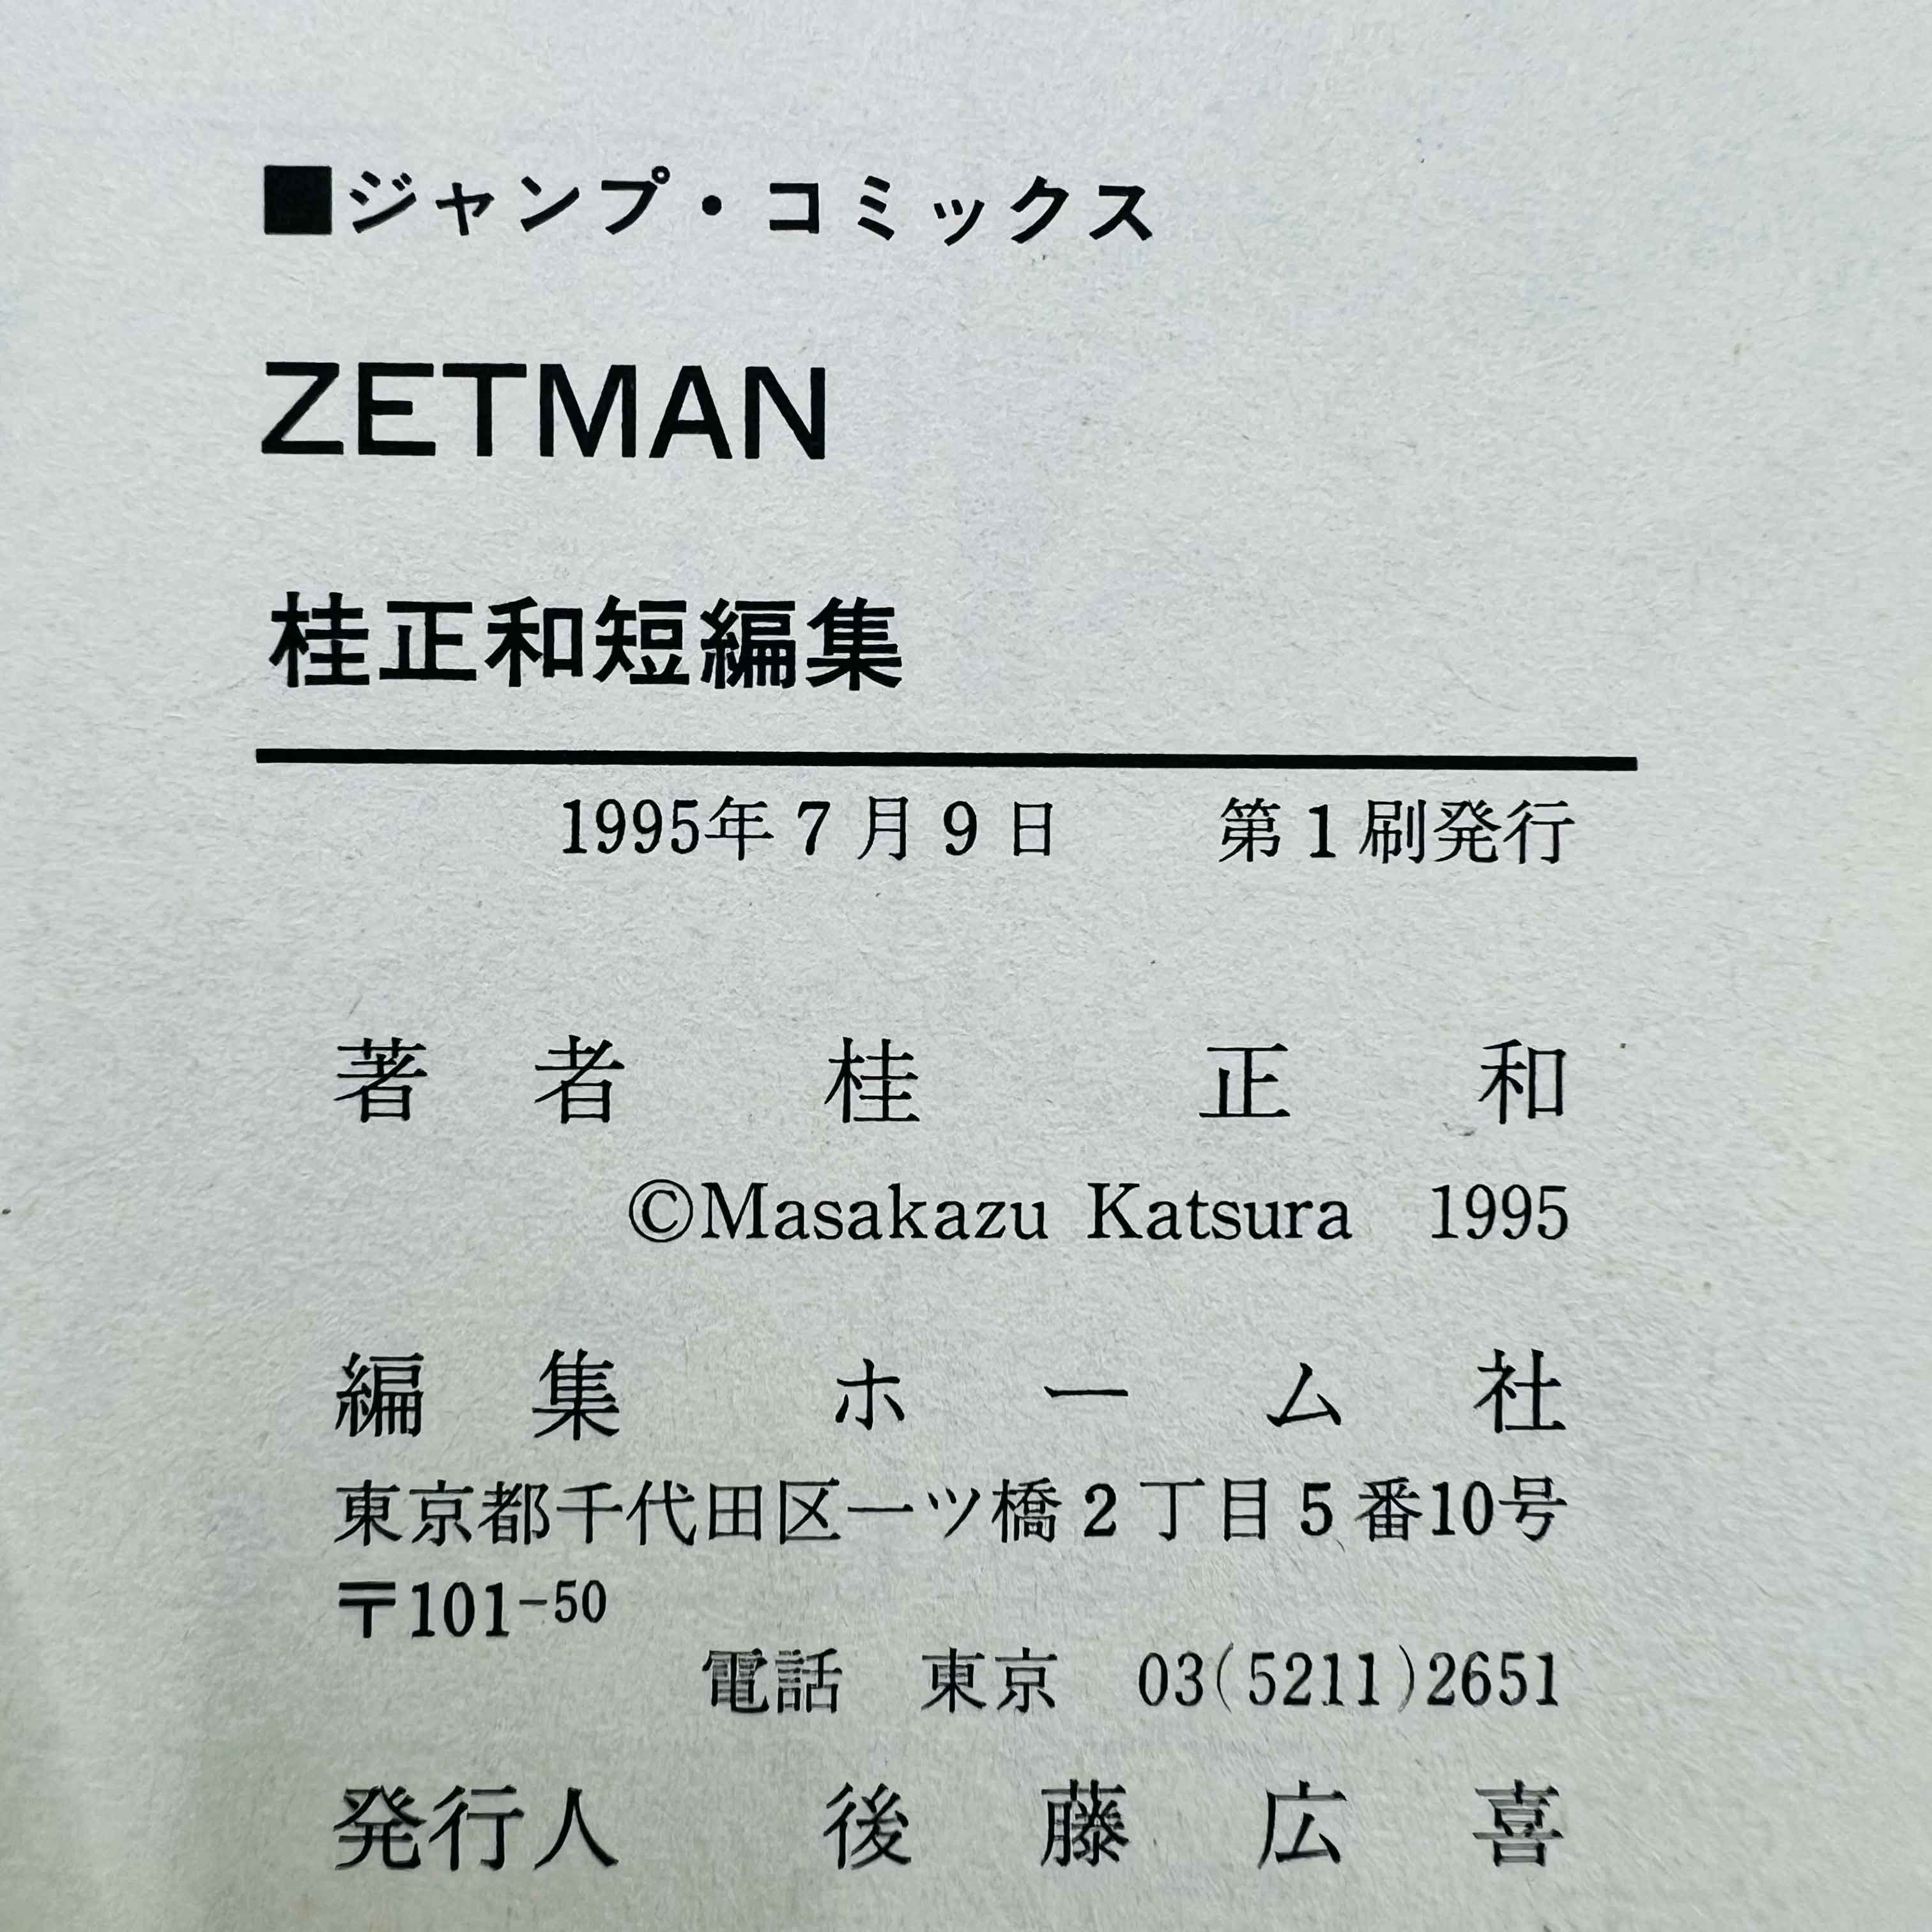 ■ジャンプ・コミックス
ZETMAN
桂正和短編集
1995年7月9日 第1刷発行
著者 桂正和
©Masakazu Katsura 1995
編集 ホーム社
東京都千代田区一ツ橋2丁目5番10号
〒101-50
電話 東京 03(5211)2651
発行人 後藤広喜